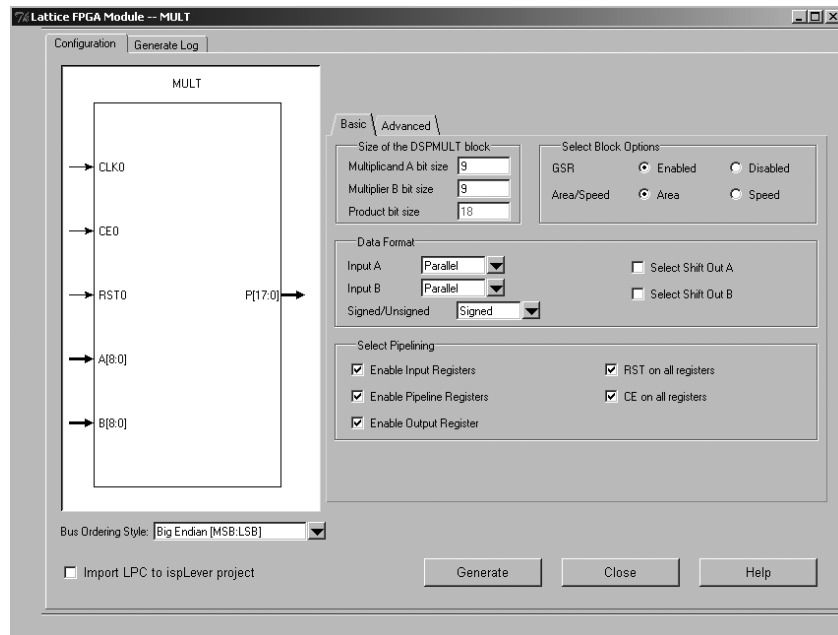 Lattice FPGA Module -- MULT
Configuration Generate Log
MULT
CLK0
CE0
RST0
P[17:0]
A[8:0]
B[8:0]
Bus Ordering Style: Big Endian [MSB:LSB]
Import LPC to ispLever project
Basic Advanced
Size of the DSPMULT block
Multiplicand A bit size 9
Multiplier B bit size 9
Product bit size 18
Select Block Options
GSR Enabled Disabled
Area/Speed Area Speed
Data Format
Input A Parallel Select Shift Out A
Input B Parallel Select Shift Out B
Signed/Unsigned Signed
Select Pipelining
Enable Input Registers RST on all registers
Enable Pipeline Registers CE on all registers
Enable Output Register
Generate Close Help